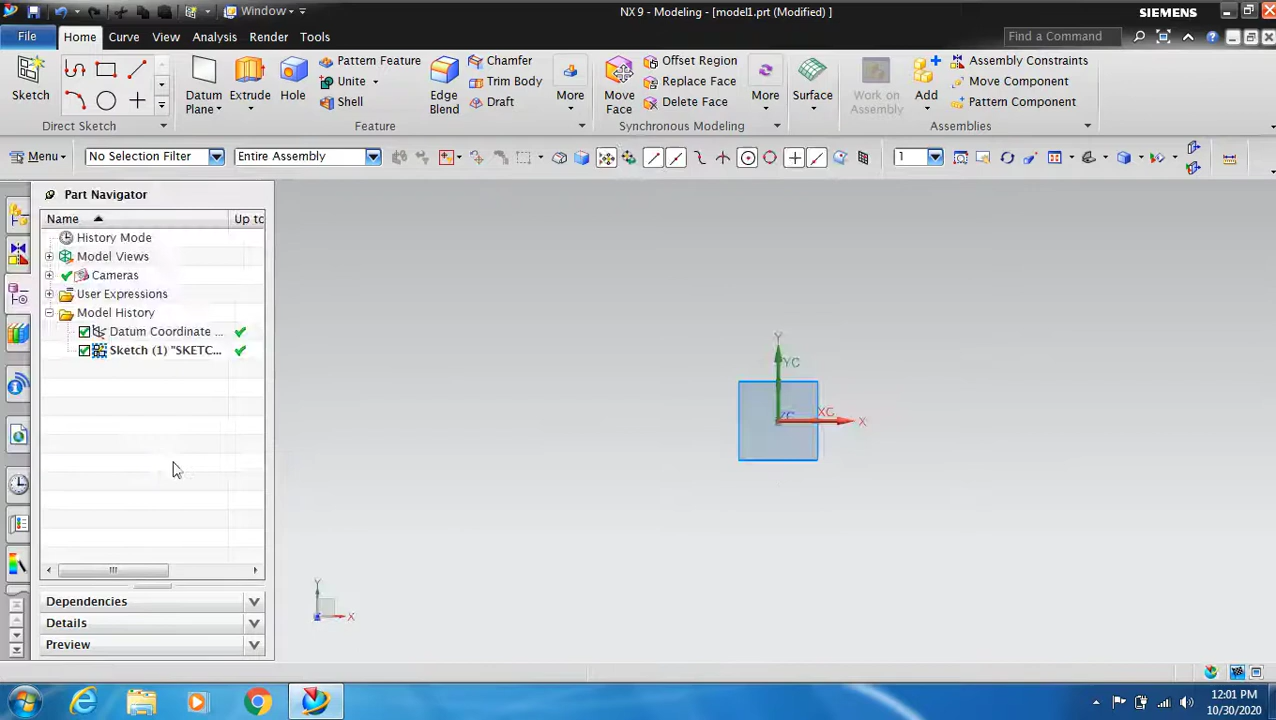 Window
NX 9 - Modeling - [model1.prt (Modified) ]
SIEMENS
File
Home
Curve
View
Analysis
Render
Tools
Find a Command
Sketch
Datum
Plane
Extrude
Hole
Pattern Feature
Unite
Shell
Edge
Blend
Chamfer
Trim Body
Draft
More
Move
Face
Offset Region
Replace Face
Delete Face
More
Surface
Work on
Assembly
Add
Assembly Constraints
Move Component
Pattern Component
Direct Sketch
Feature
Synchronous Modeling
Assemblies
Menu
No Selection Filter
Entire Assembly
1
Part Navigator
Name
Up to
History Mode
Model Views
Cameras
User Expressions
Model History
Datum Coordinate ...
Sketch (1) "SKETC...
Y
YC
XC
X
Y
X
Dependencies
Details
Preview
12:01 PM
10/30/2020